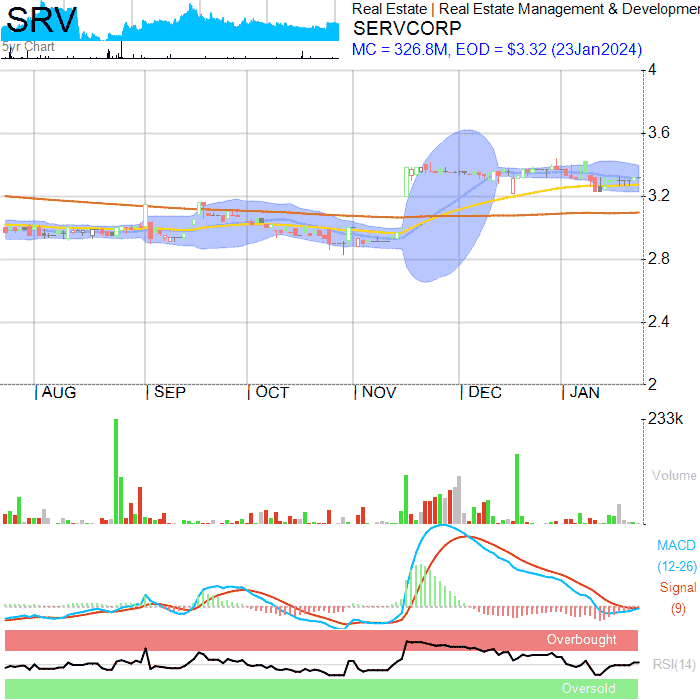 SRV
5yr Chart
Real Estate | Real Estate Management & Developmen
SERVCORP
MC = 326.8M, EOD = $3.32 (23Jan2024)
4
3.6
3.2
2.8
2.4
2
| AUG | SEP | OCT | NOV | DEC | JAN
233k
Volume
MACD
(12-26)
Signal
(9)
Overbought
RSI(14)
Oversold